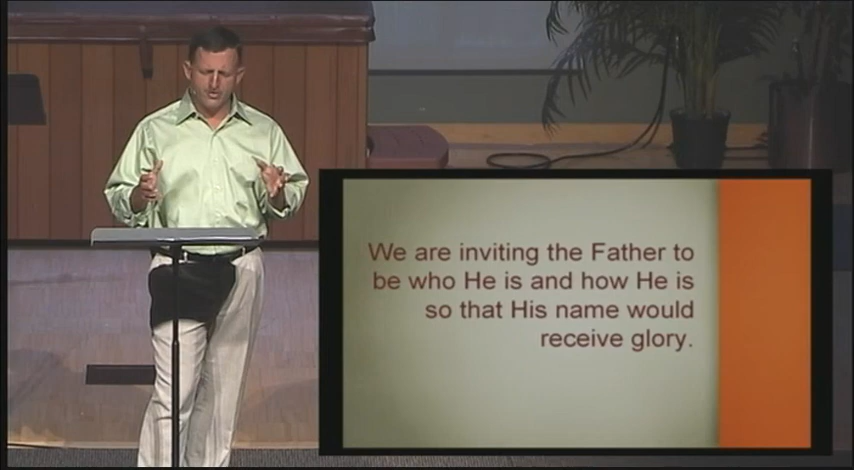 We are inviting the Father to
be who He is and how He is
so that His name would
receive glory.